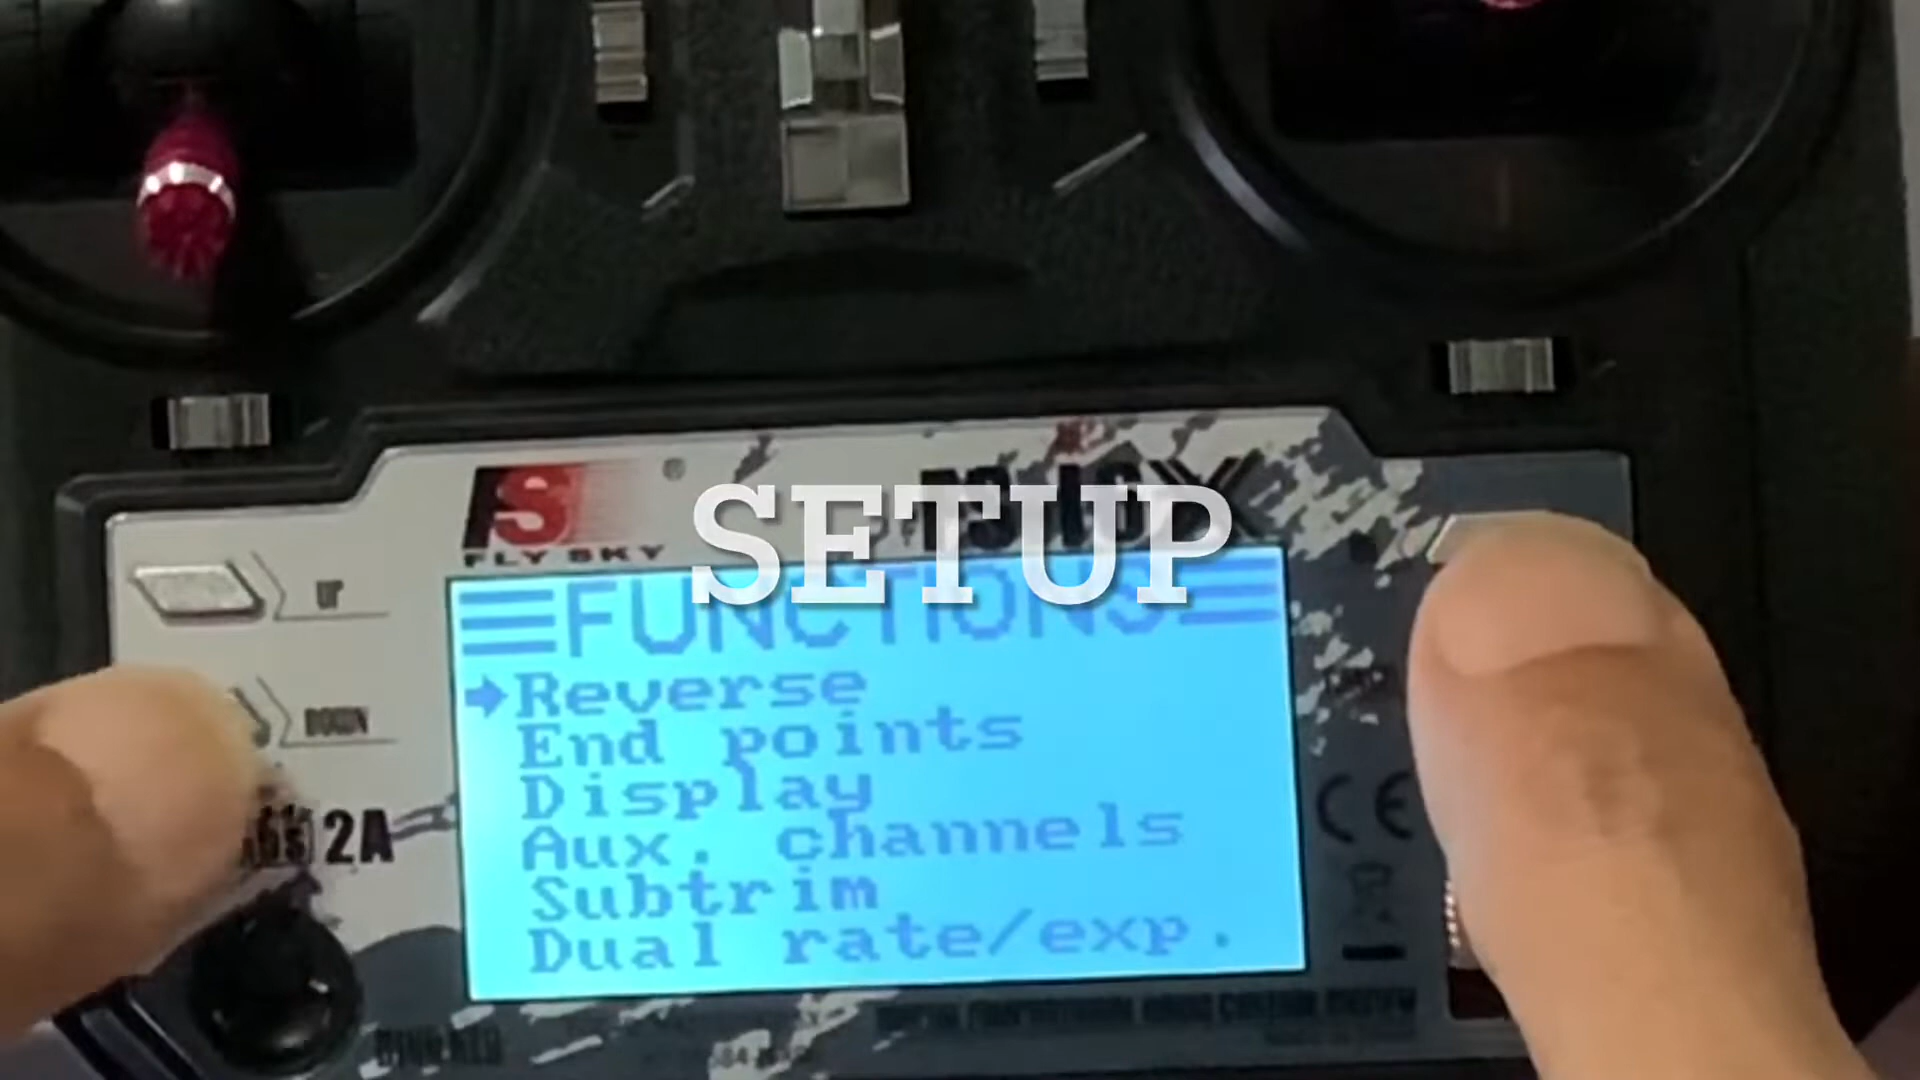 S
FLY SKY
SETUP
UP
FUNCTIONS
Reverse
DOWN
End points
Display
Aux. channels
2A
CE
Subtrim
Dual rate/exp.